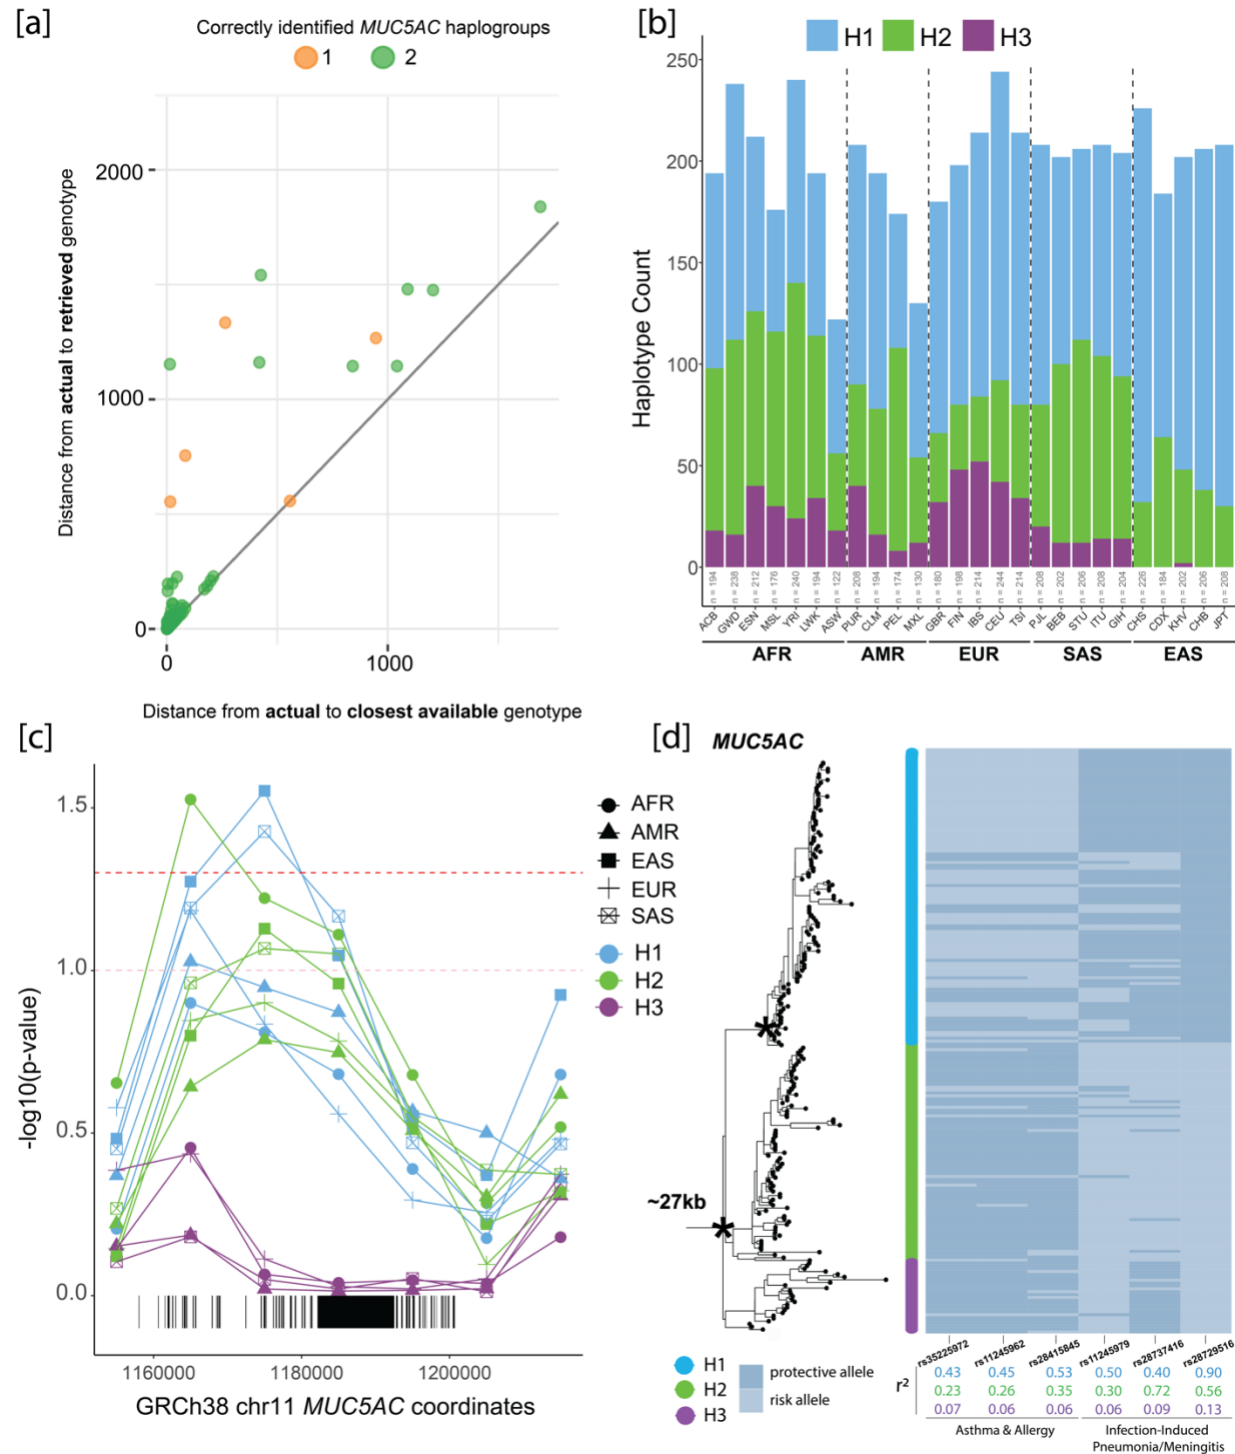 [a]
Correctly identified MUC5AC haplogroups
1
2
Distance from actual to retrieved genotype
2000
1000
0
0
1000
Distance from actual to closest available genotype
[b]
H1
H2
H3
Haplotype Count
250
200
150
100
50
0
n = 194
n = 238
n = 212
n = 176
n = 240
n = 194
n = 122
n = 208
n = 194
n = 174
n = 130
n = 180
n = 198
n = 214
n = 244
n = 214
n = 208
n = 202
n = 206
n = 208
n = 204
n = 226
n = 184
n = 202
n = 206
n = 208
ACB
GWD
ESN
MSL
YRI
LWK
ASW
PUR
CLM
PEL
MXL
GBR
FIN
IBS
CEU
TSI
PJL
BEB
STU
ITU
GIH
CHS
CDX
KHV
CHB
JPT
AFR
AMR
EUR
SAS
EAS
[c]
-log10(p-value)
1.5
1.0
0.5
0.0
1160000
1180000
1200000
GRCh38 chr11 MUC5AC coordinates
AFR
AMR
EAS
EUR
SAS
H1
H2
H3
[d]
MUC5AC
~27kb
H1
H2
H3
protective allele
risk allele
rs35225972
rs11245962
rs28415845
rs11245979
rs28737416
rs28729516
r²
0.43 0.45 0.53 0.50 0.40 0.90
0.23 0.26 0.35 0.30 0.72 0.56
0.07 0.06 0.06 0.06 0.09 0.13
Asthma & Allergy
Infection-Induced
Pneumonia/Meningitis